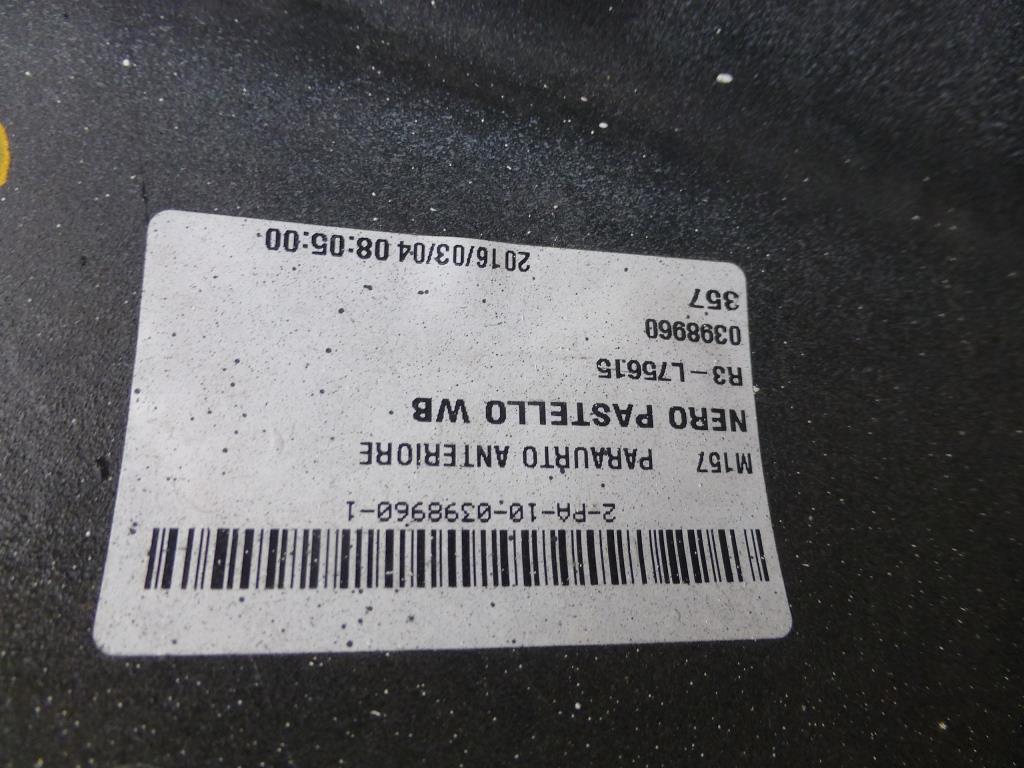 2-PA-10-0398960-1
M157 PARAURTO ANTERIORE
NERO PASTELLO WB
R3-L75615
0398960
357
2016/03/04 08:05:00